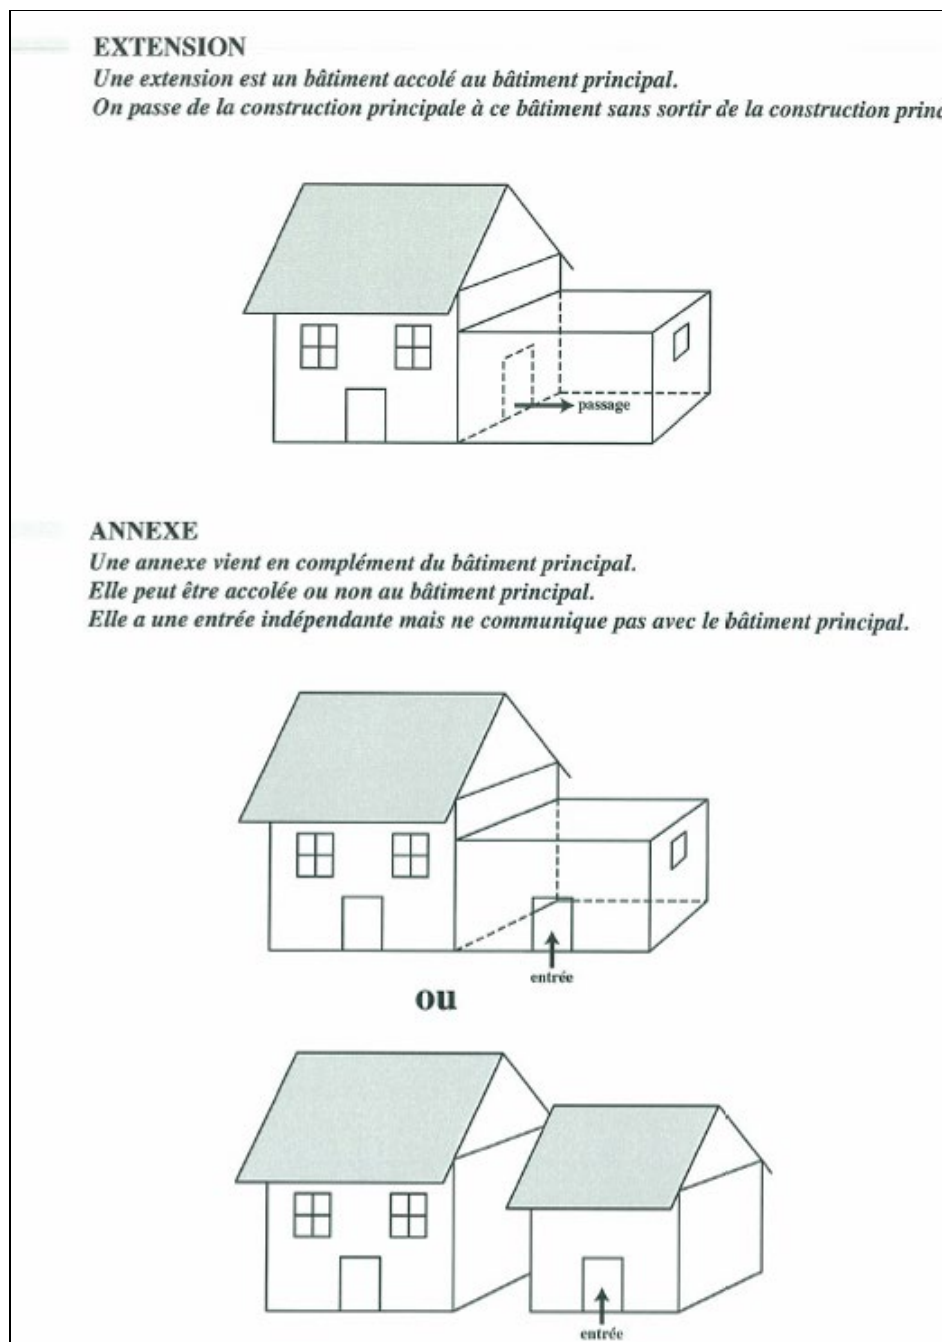 EXTENSION
Une extension est un bâtiment accolé au bâtiment principal.
On passe de la construction principale à ce bâtiment sans sortir de la construction princ
passage
ANNEXE
Une annexe vient en complément du bâtiment principal.
Elle peut être accolée ou non au bâtiment principal.
Elle a une entrée indépendante mais ne communique pas avec le bâtiment principal.
entrée
ou
entrée